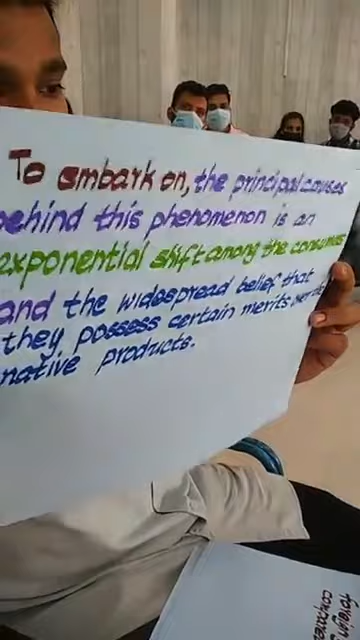 To embark on, the principal causes
behind this phenomenon is an
exponential shift among the consumers
and the widespread belief that
they possess certain merits over
native products.